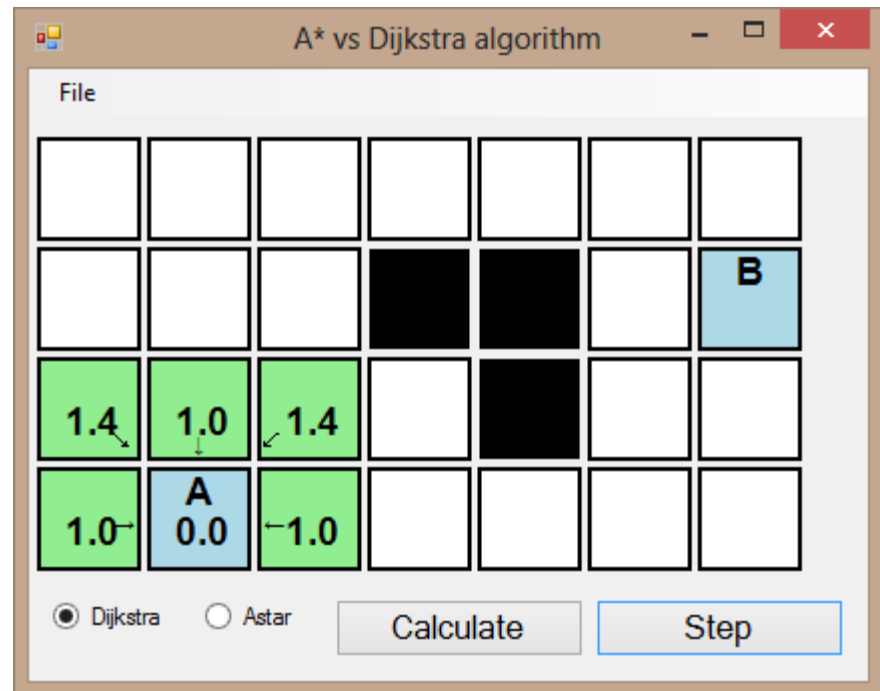 A* vs Dijkstra algorithm
File
B
1.4 1.0 1.4
A
1.0 0.0 1.0
Dijkstra Astar Calculate Step